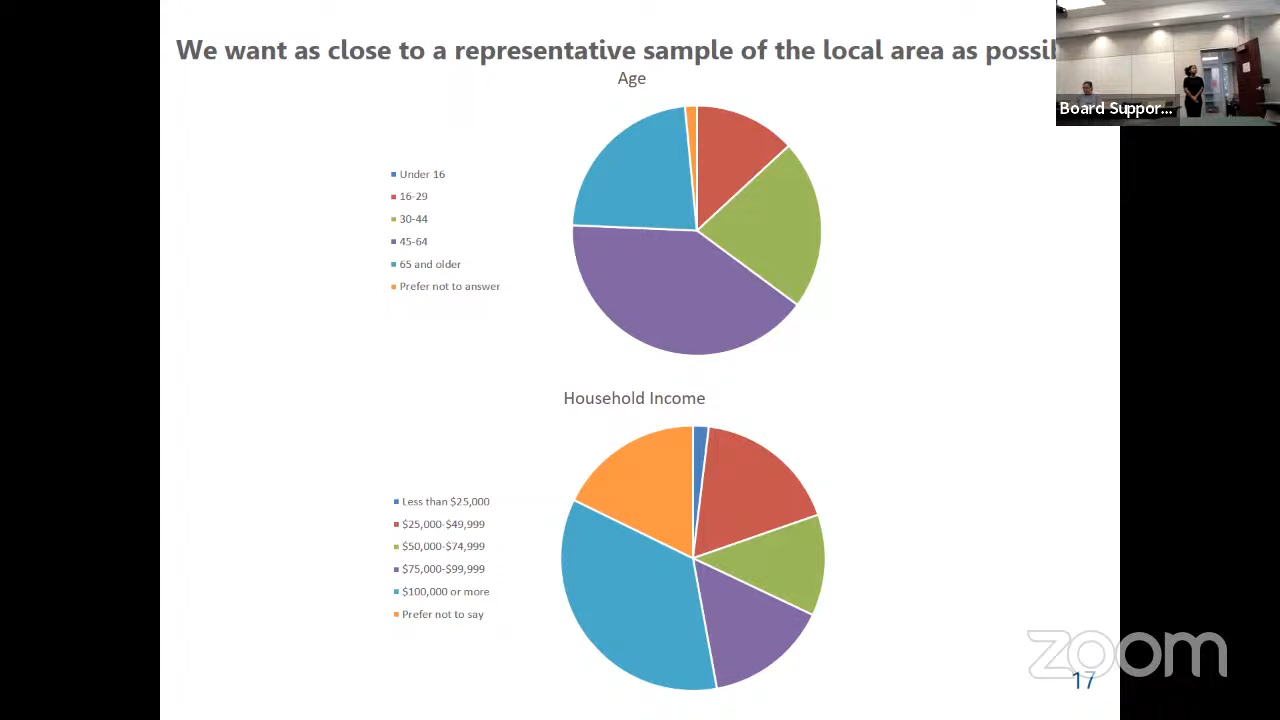 We want as close to a representative sample of the local area as possi
Board Suppor...
Age
Under 16
16-29
30-44
45-64
65 and older
Prefer not to answer
Household Income
Less than $25,000
$25,000-$49,999
$50,000-$74,999
$75,000-$99,999
$100,000 or more
Prefer not to say
zoom
17